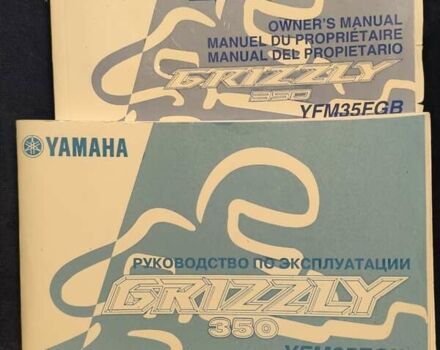 OWNER'S MANUAL
MANUEL DU PROPRIÉTAIRE
MANUAL DEL PROPIETARIO
GRIZZLY
350
YFM35FGB
YAMAHA
РУКОВОДСТВО ПО ЭКСПЛУАТАЦИИ
GRIZZLY
350